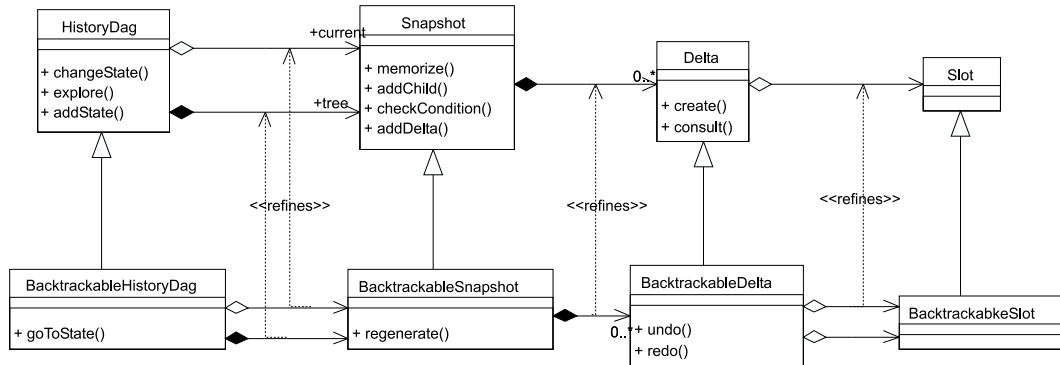 HistoryDag
+ changeState()
+ explore()
+ addState()
+current
+tree
Snapshot
+ memorize()
+ addChild()
+ checkCondition()
+ addDelta()
0..*
Delta
+ create()
+ consult()
Slot
<<refines>>
<<refines>>
<<refines>>
BacktrackableHistoryDag
+ goToState()
BacktrackableSnapshot
+ regenerate()
0..*
BacktrackableDelta
+ undo()
+ redo()
BacktrackabkeSlot